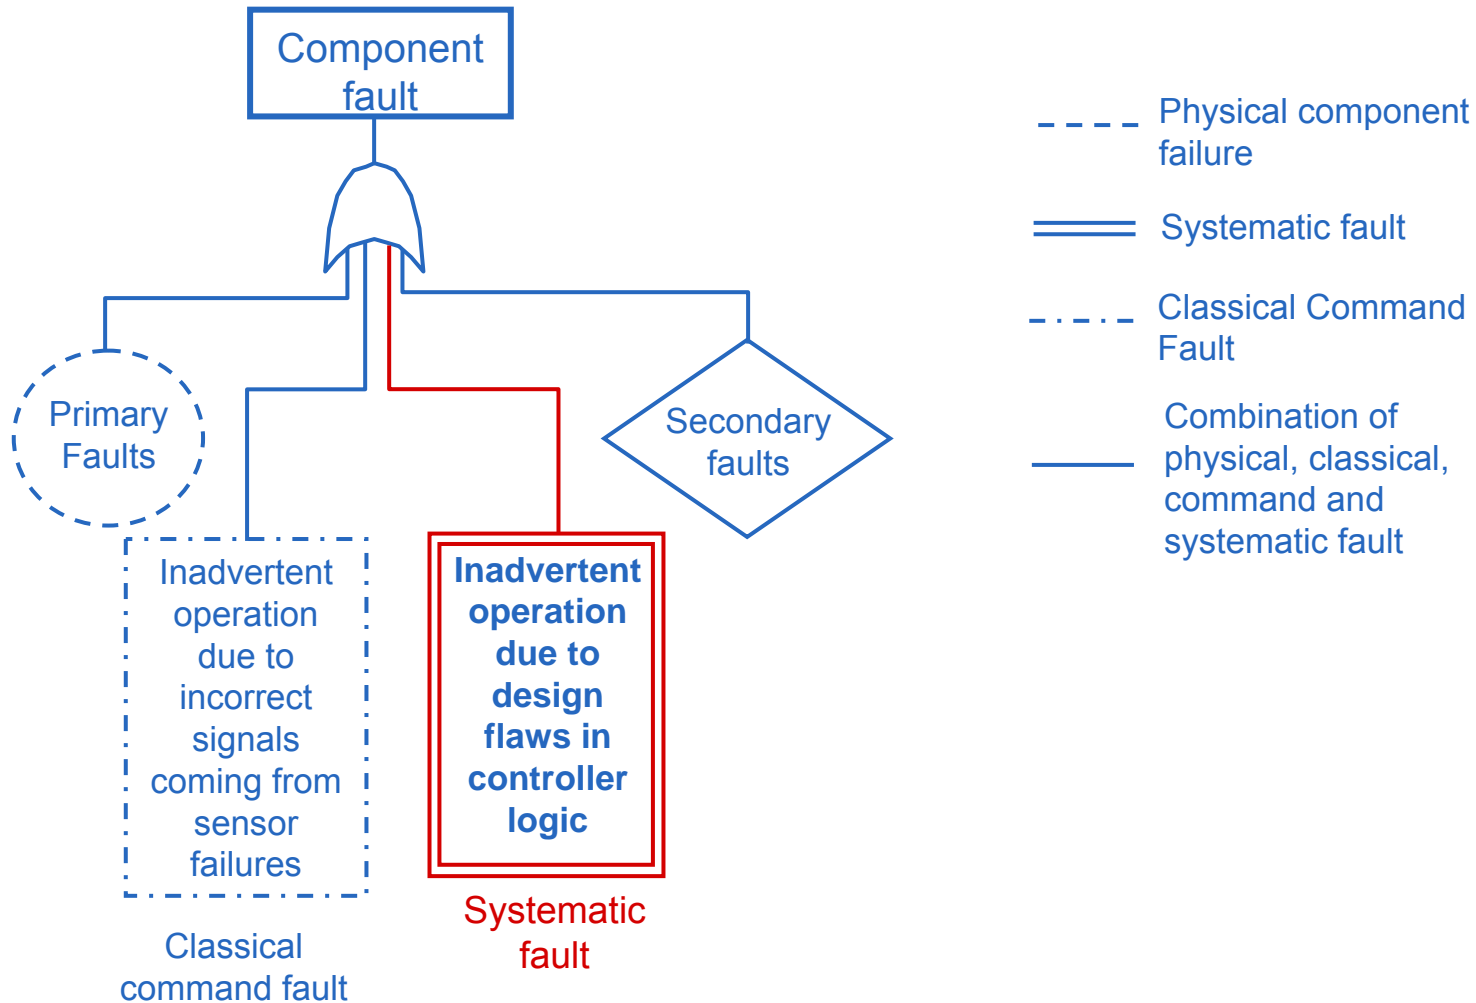 Component
fault
Primary
Faults
Inadvertent
operation
due to
incorrect
signals
coming from
sensor
failures
Classical
command fault
Inadvertent
operation
due to
design
flaws in
controller
logic
Systematic
fault
Secondary
faults
Physical component
failure
Systematic fault
Classical Command
Fault
Combination of
physical, classical,
command and
systematic fault